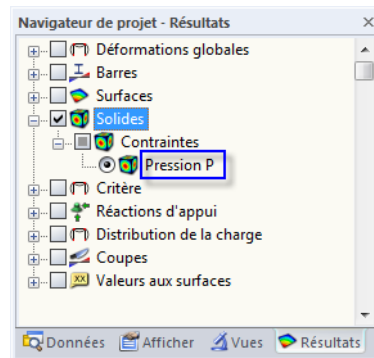 Navigateur de projet - Résultats
Déformations globales
Barres
Surfaces
Solides
Contraintes
Pression P
Critère
Réactions d'appui
Distribution de la charge
Coupes
Valeurs aux surfaces
Données Afficher Vues Résultats